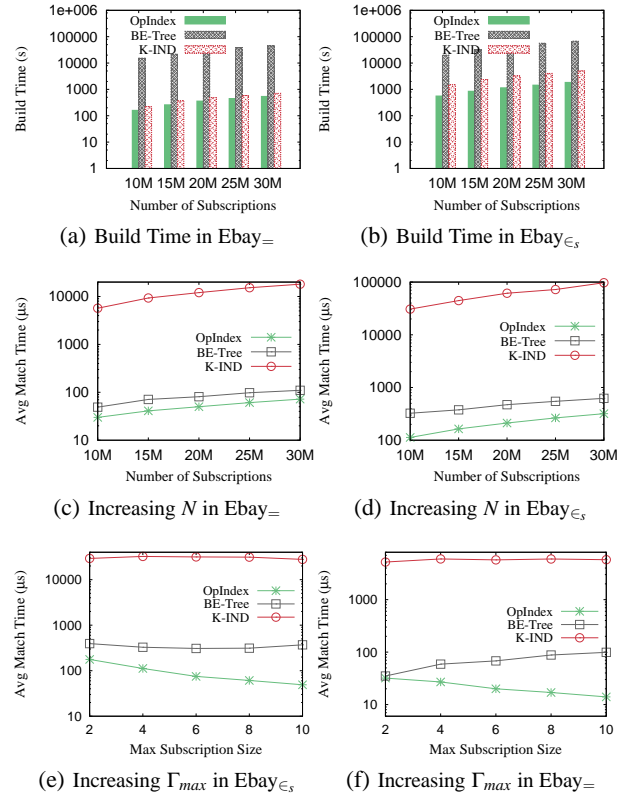 1e+006
100000
10000
1000
100
10
1
Build Time (s)
OpIndex
BE-Tree
K-IND
10M 15M 20M 25M 30M
Number of Subscriptions
(a) Build Time in Ebay=
1e+006
100000
10000
1000
100
10
1
Build Time (s)
OpIndex
BE-Tree
K-IND
10M 15M 20M 25M 30M
Number of Subscriptions
(b) Build Time in Ebay∈s
10000
1000
100
10
Avg Match Time (μs)
OpIndex
BE-Tree
K-IND
10M 15M 20M 25M 30M
Number of Subscriptions
(c) Increasing N in Ebay=
100000
10000
1000
100
Avg Match Time (μs)
OpIndex
BE-Tree
K-IND
10M 15M 20M 25M 30M
Number of Subscriptions
(d) Increasing N in Ebay∈s
10000
1000
100
10
Avg Match Time (μs)
OpIndex
BE-Tree
K-IND
2 4 6 8 10
Max Subscription Size
(e) Increasing Γmax in Ebay∈s
1000
100
10
Avg Match Time (μs)
OpIndex
BE-Tree
K-IND
2 4 6 8 10
Max Subscription Size
(f) Increasing Γmax in Ebay=